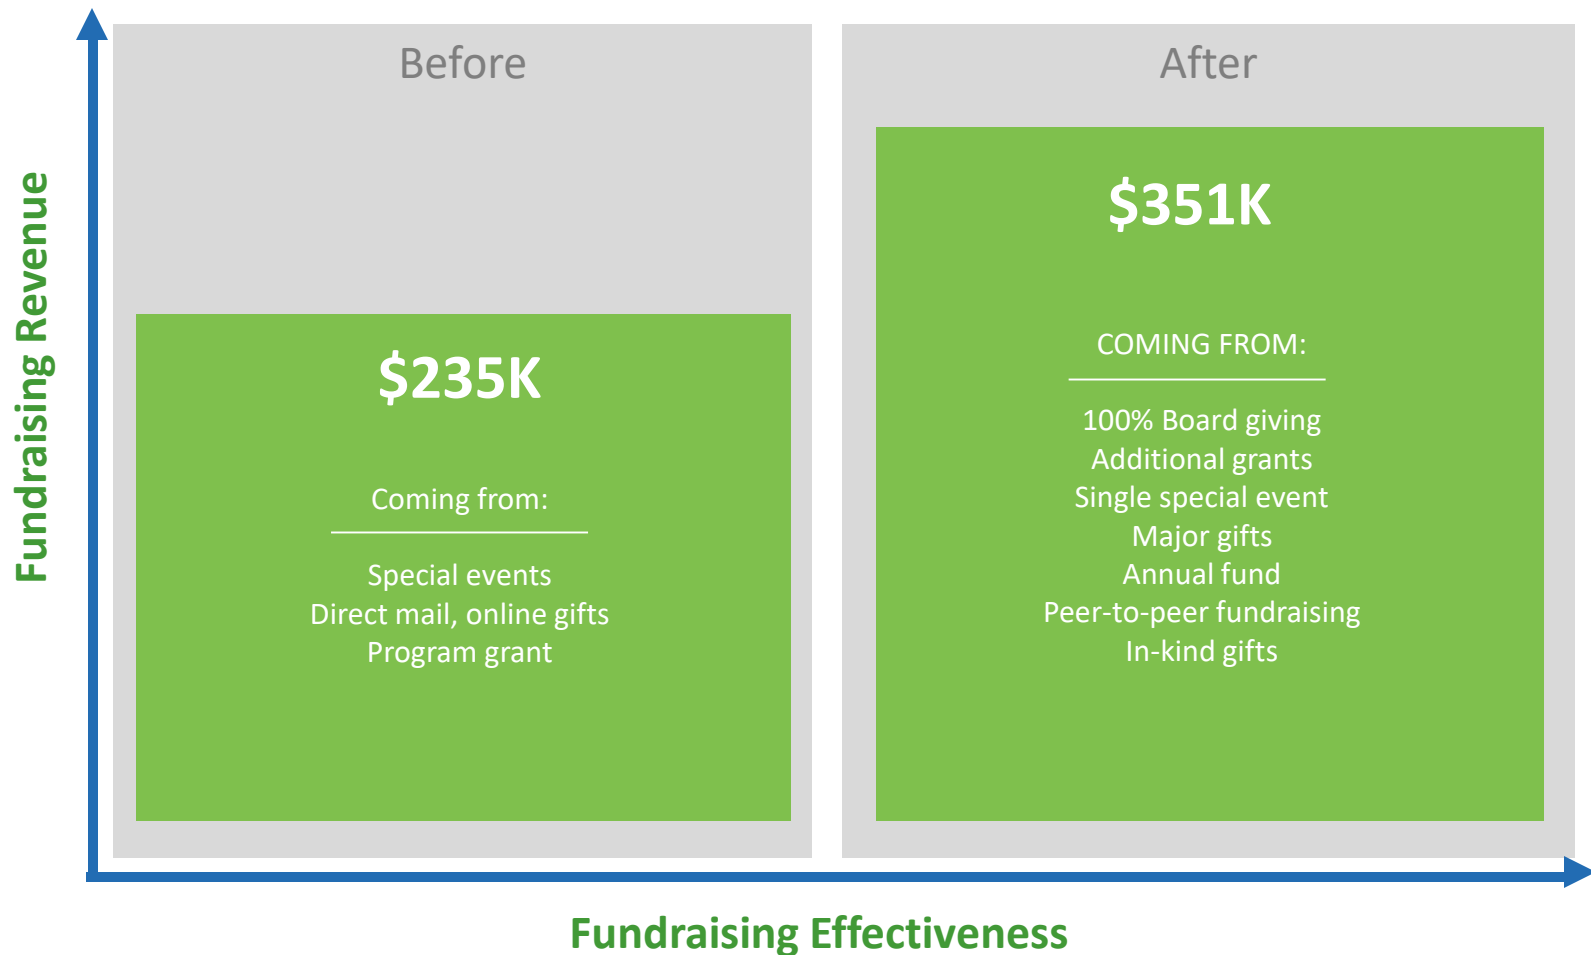 Fundraising Revenue
Before
$235K
Coming from:
Special events
Direct mail, online gifts
Program grant
After
$351K
COMING FROM:
100% Board giving
Additional grants
Single special event
Major gifts
Annual fund
Peer-to-peer fundraising
In-kind gifts
Fundraising Effectiveness